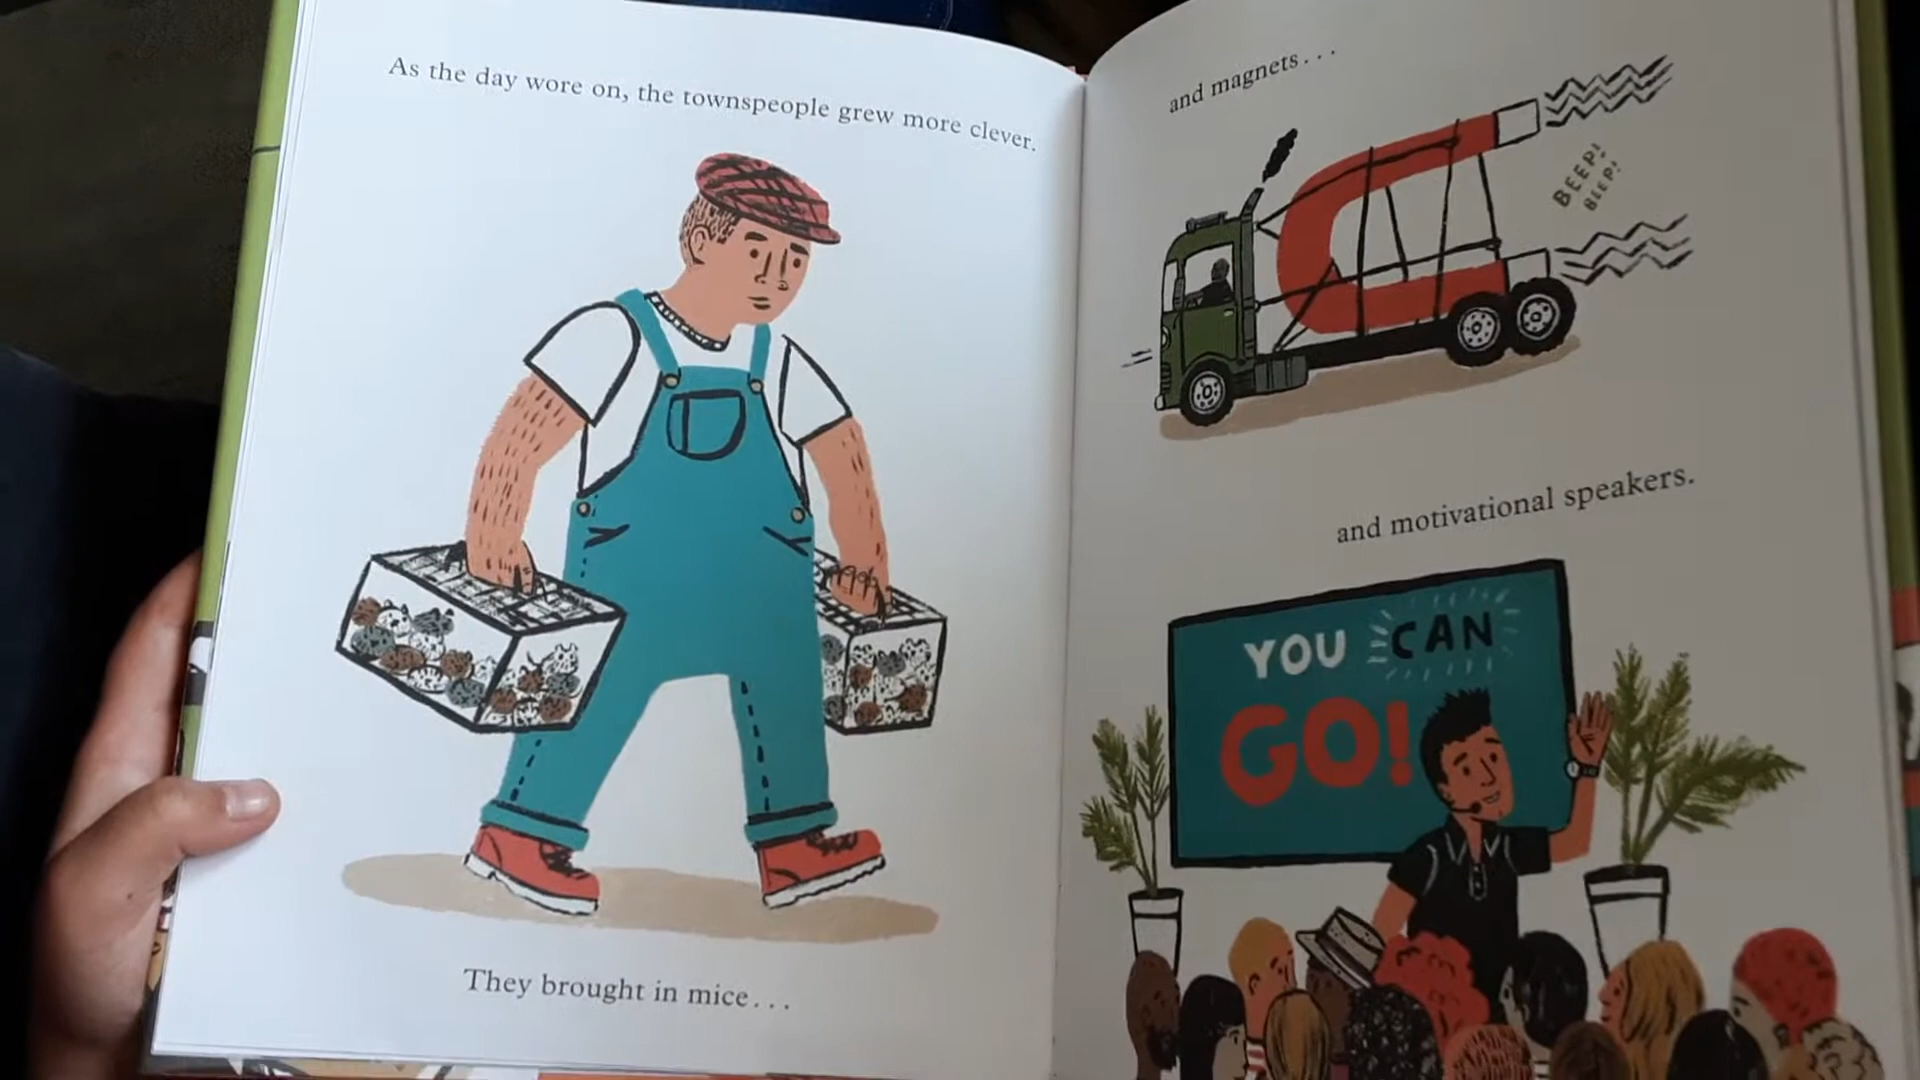 As the day wore on, the townspeople grew more clever.
They brought in mice...
and magnets...
BEEP!
BEEP!
and motivational speakers.
YOU CAN
GO!